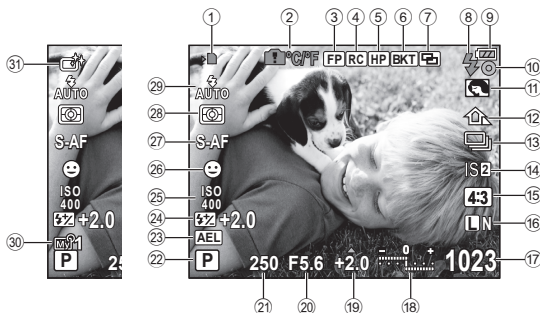 ① ② ③ ④ ⑤ ⑥ ⑦ ⑧ ⑨
°C/°F FP RC HP BKT
⑩
⑪
⑫
⑬
IS 2 ⑭
4:3 ⑮
L N ⑯
1023 ⑰
㉛
㉙ AUTO
㉘
㉗ S-AF
㉖
㉕ ISO 400
㉔ +2.0
㉓ AEL
㉒ P 250 F5.6 +2.0 - 0 +
㉑ ⑳ ⑲ ⑱
AUTO
S-AF
ISO
400
+2.0
㉚ My 1
P 25